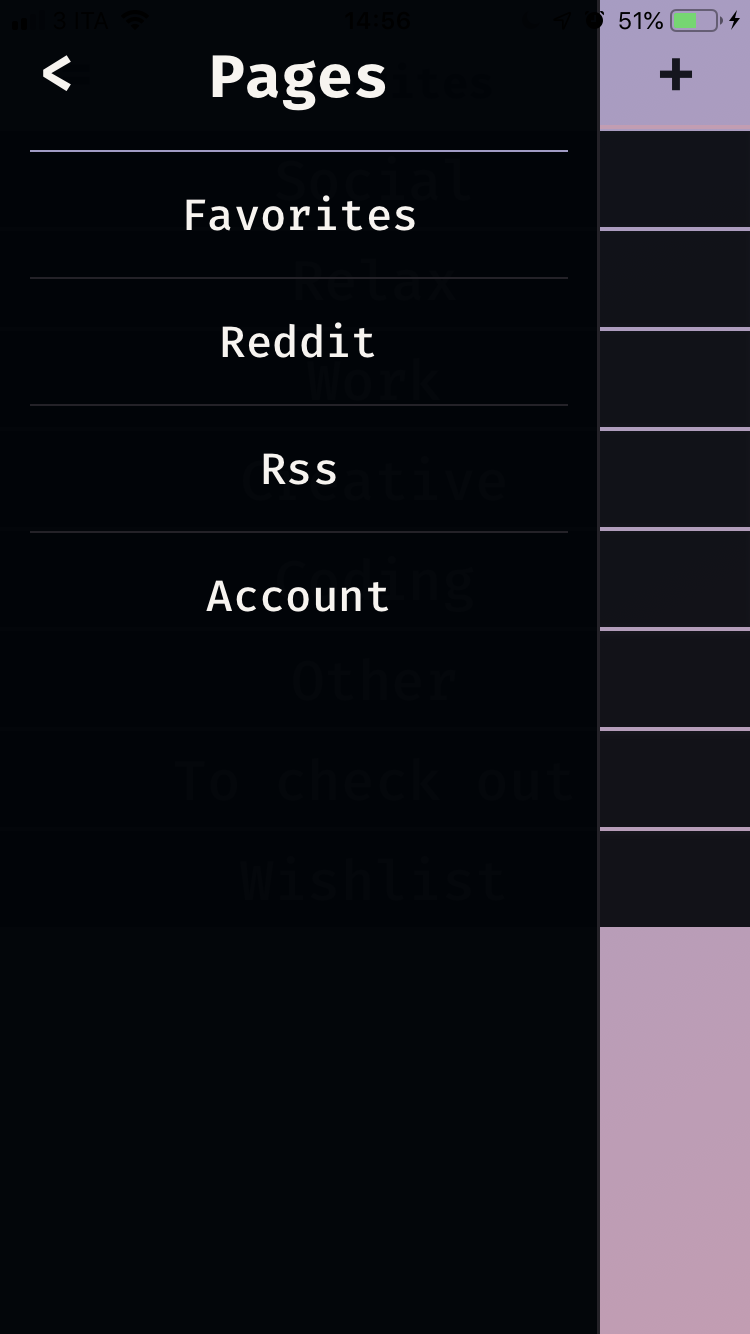 3 ITA 14:56 51%
< Pages +
Social
Favorites
Relax
Reddit
Work
Rss
Creative
Coding
Account
Other
To check out
Wishlist